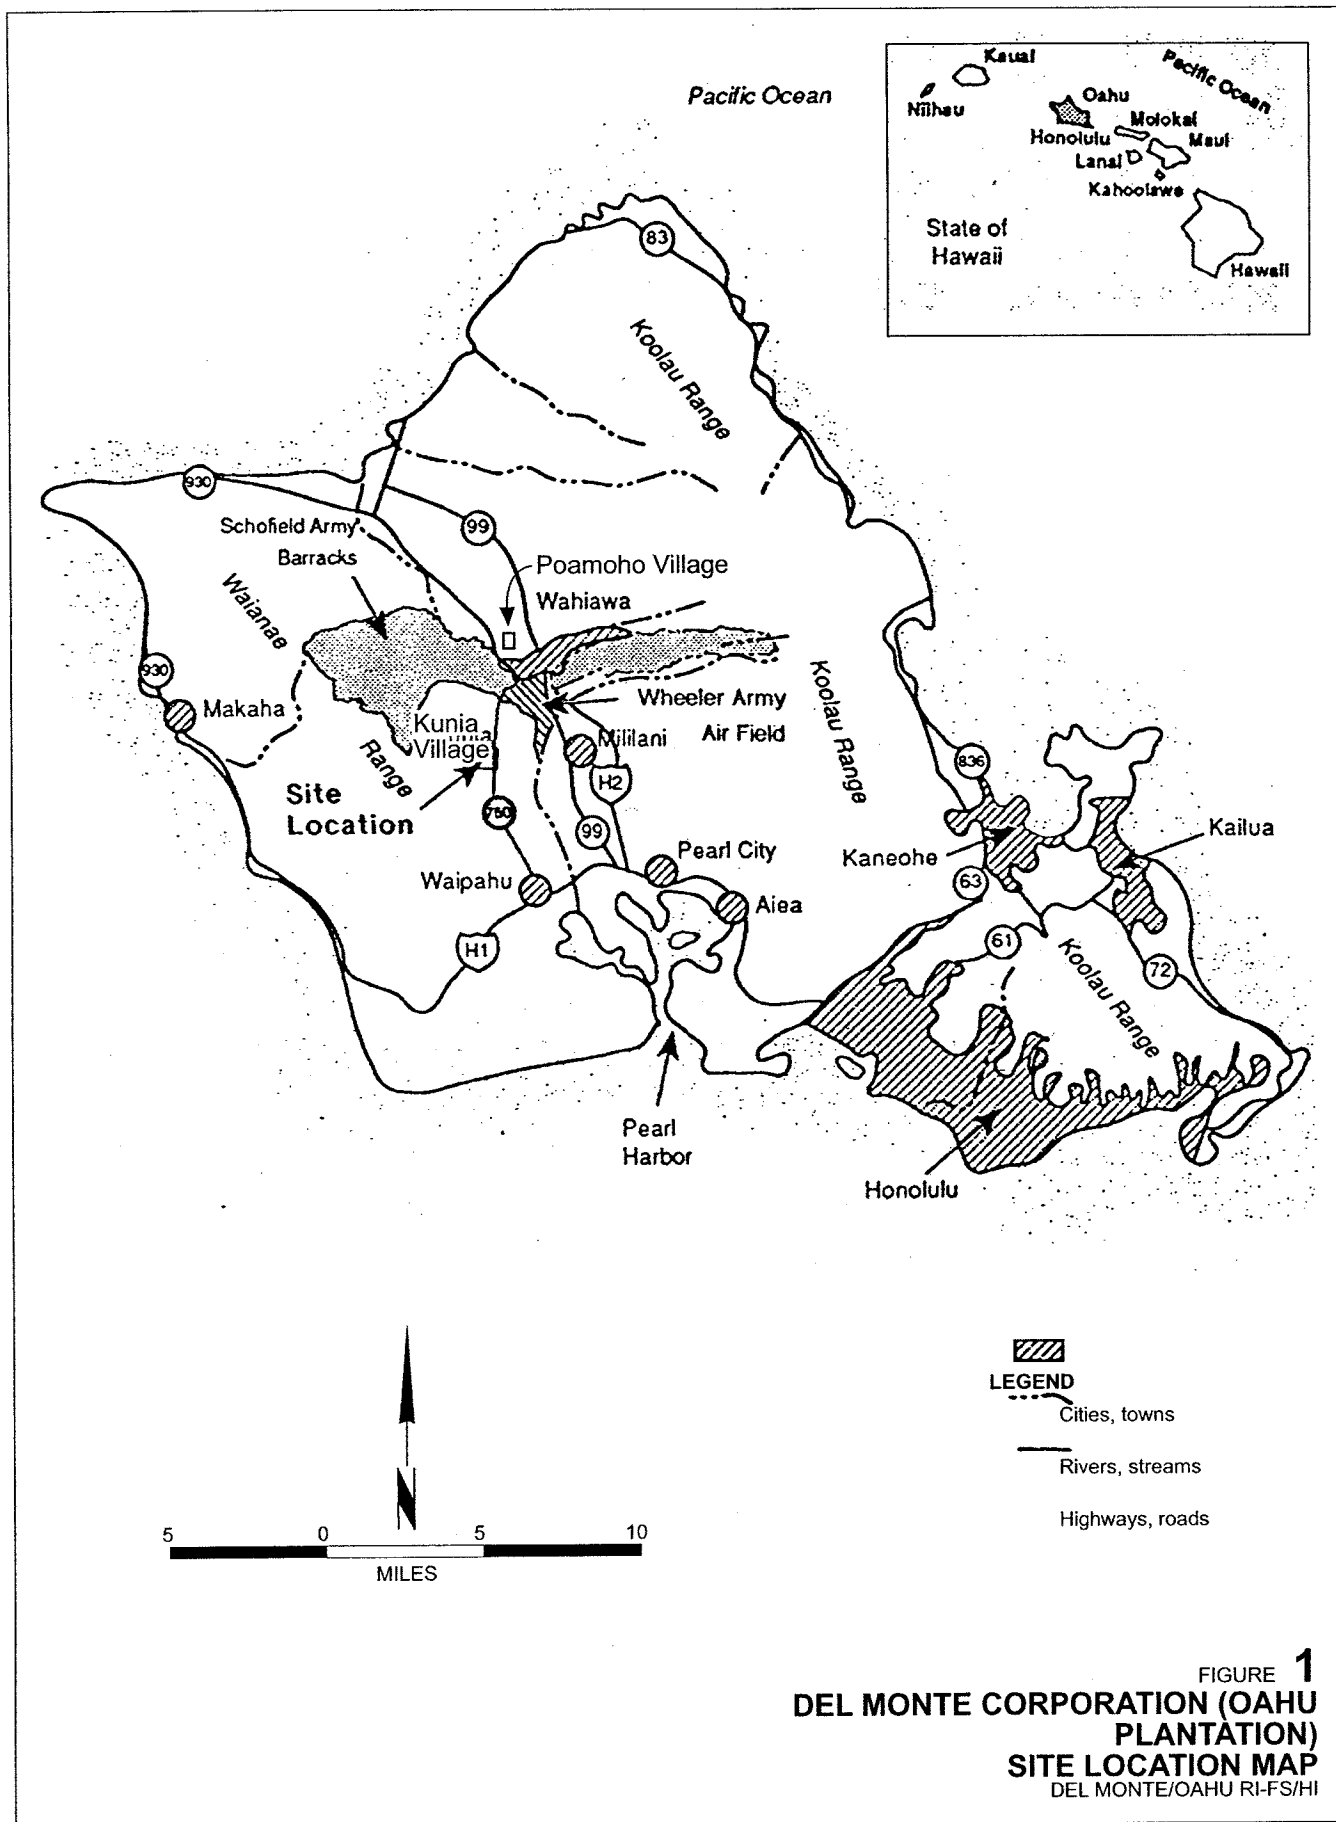 Pacific Ocean
Kauai
Niihau
Oahu
Honolulu
Molokai
Maui
Lanai
Kahoolawe
Hawaii
Pacific Ocean
State of
Hawaii
83
Koolau Range
930
99
Schofield Army
Barracks
Poamoho Village
Wahiawa
Waianae
Range
930
Makaha
Kunia
Village
Site
Location
Wheeler Army
Air Field
Mililani
H2
750
99
Koolau Range
836
Kaneohe
Kailua
Pearl City
Waipahu
Aiea
63
H1
61
72
Koolau Range
Pearl
Harbor
Honolulu
LEGEND
Cities, towns
Rivers, streams
Highways, roads
N
5 0 5 10
MILES
FIGURE 1
DEL MONTE CORPORATION (OAHU
PLANTATION)
SITE LOCATION MAP
DEL MONTE/OAHU RI-FS/HI